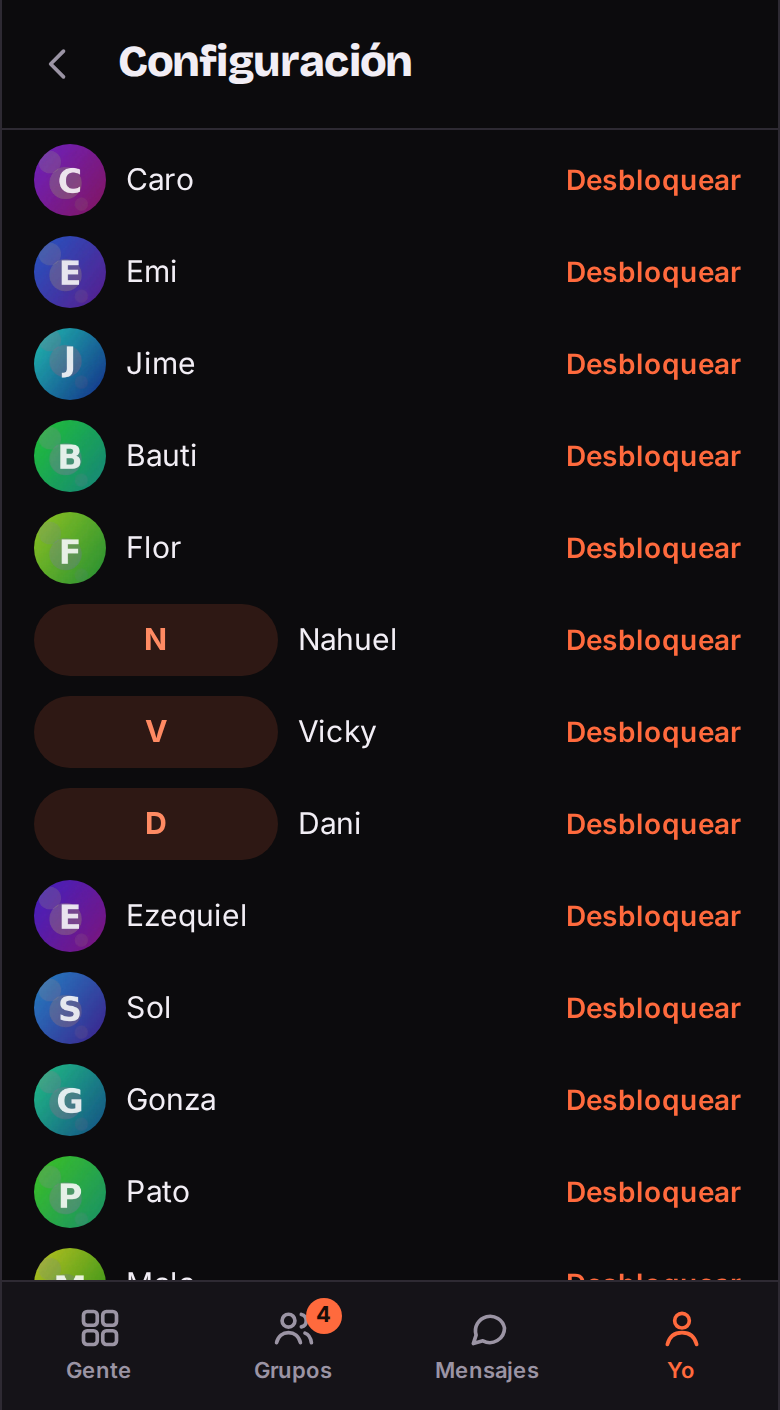 Configuración
C Caro Desbloquear
E Emi Desbloquear
J Jime Desbloquear
B Bauti Desbloquear
F Flor Desbloquear
N Nahuel Desbloquear
V Vicky Desbloquear
D Dani Desbloquear
E Ezequiel Desbloquear
S Sol Desbloquear
G Gonza Desbloquear
P Pato Desbloquear
4
Gente Grupos Mensajes Yo